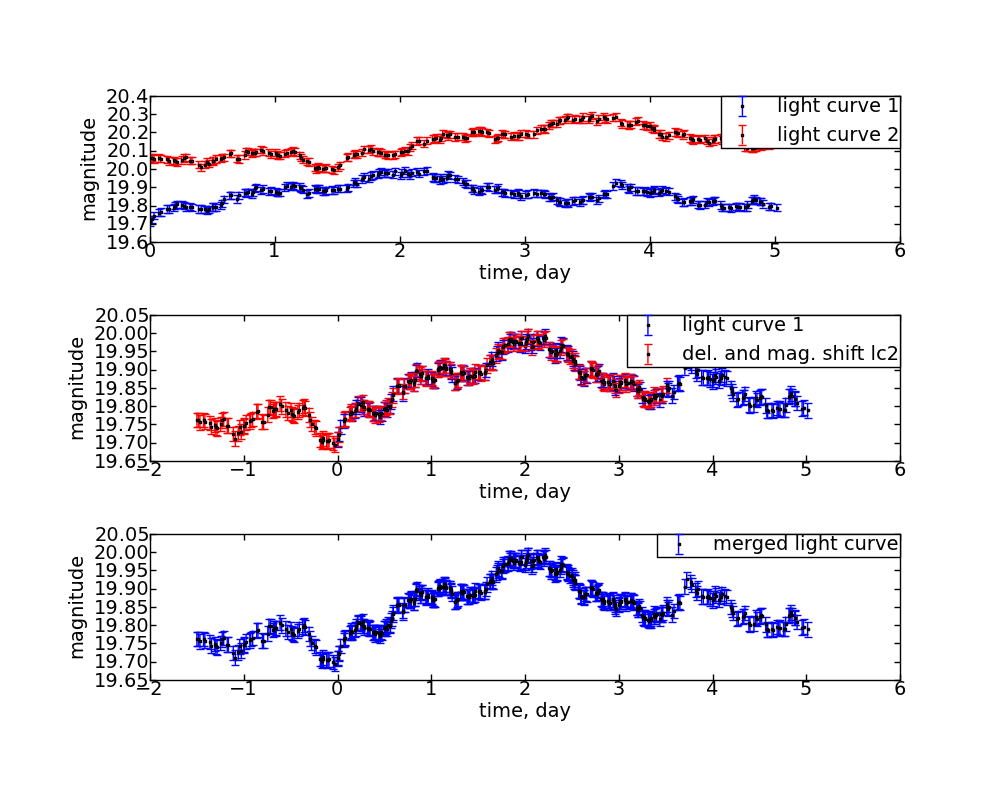 20.4
20.3
20.2
20.1
20.0
19.9
19.8
19.7
19.6
magnitude
light curve 1
light curve 2
0 1 2 3 4 5 6
time, day
20.05
20.00
19.95
19.90
19.85
19.80
19.75
19.70
19.65
magnitude
light curve 1
del. and mag. shift lc2
−2 −1 0 1 2 3 4 5 6
time, day
20.05
20.00
19.95
19.90
19.85
19.80
19.75
19.70
19.65
magnitude
merged light curve
−2 −1 0 1 2 3 4 5 6
time, day